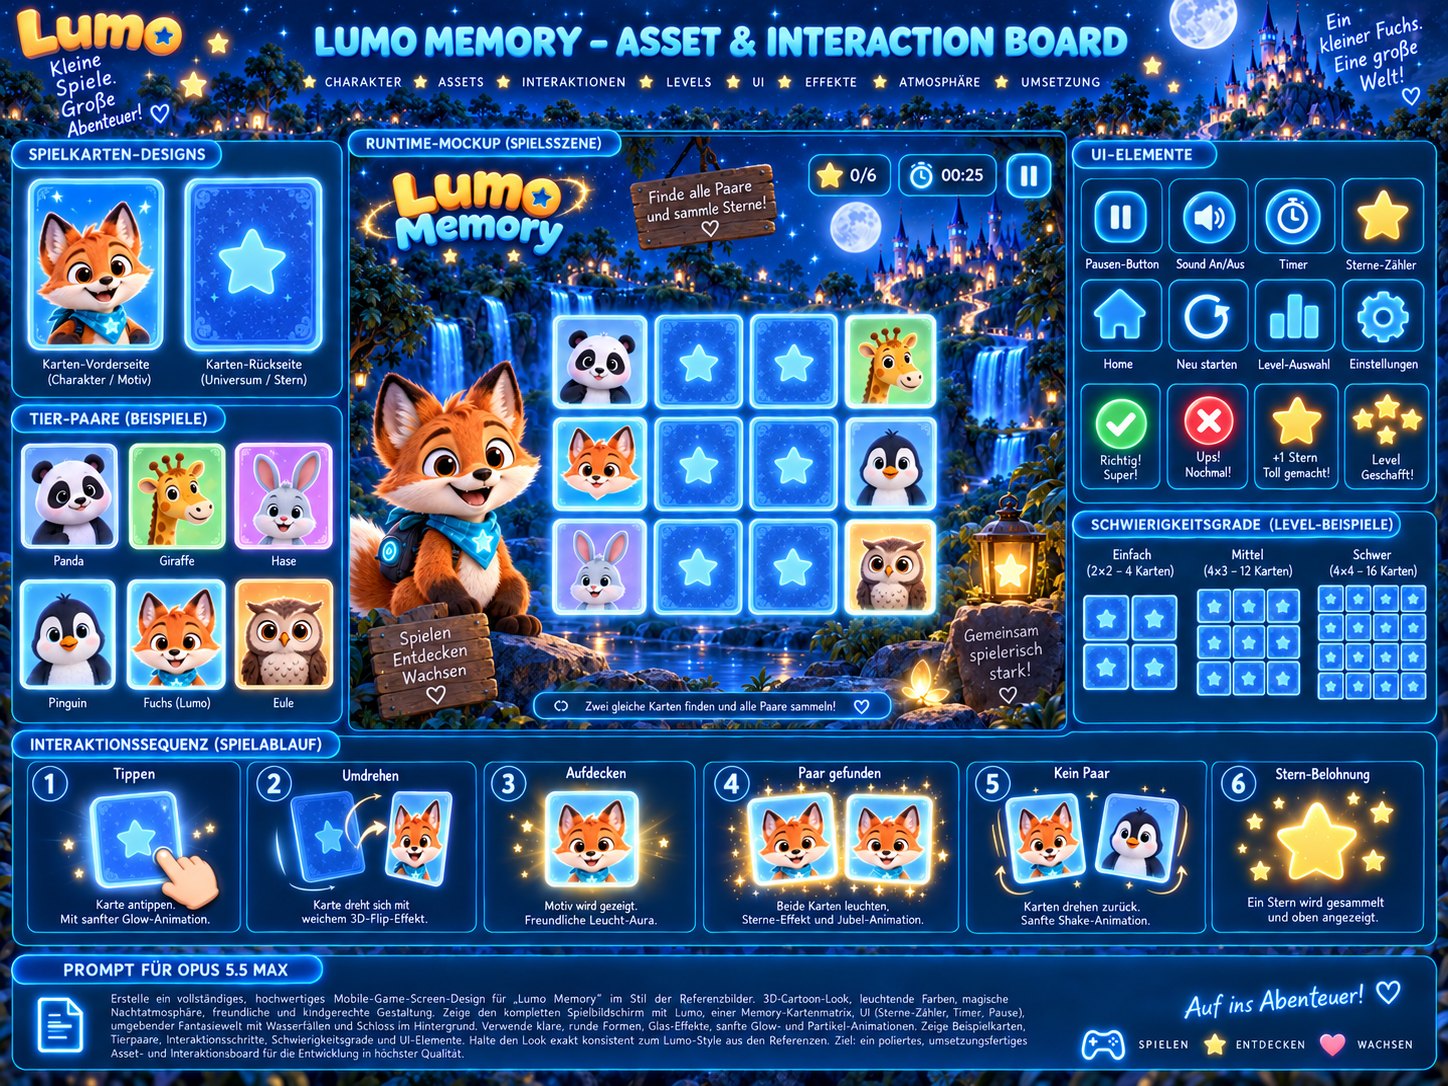 Lumo
Kleine
Spiele.
Große
Abenteuer!
LUMO MEMORY – ASSET & INTERACTION BOARD
CHARAKTER ASSETS INTERAKTIONEN LEVELS UI EFFEKTE ATMOSPHÄRE UMSETZUNG
Ein
kleiner Fuchs.
Eine große
Welt!
SPIELKARTEN-DESIGNS
Karten-Vorderseite
(Charakter / Motiv)
Karten-Rückseite
(Universum / Stern)
TIER-PAARE (BEISPIELE)
Panda
Giraffe
Hase
Pinguin
Fuchs (Lumo)
Eule
RUNTIME-MOCKUP (SPIELSSZENE)
Lumo
Memory
Finde alle Paare
und sammle Sterne!
0/6
00:25
Spielen
Entdecken
Wachsen
Gemeinsam
spielerisch
stark!
Zwei gleiche Karten finden und alle Paare sammeln!
UI-ELEMENTE
Pausen-Button
Sound An/Aus
Timer
Sterne-Zähler
Home
Neu starten
Level-Auswahl
Einstellungen
Richtig!
Super!
Ups!
Nochmal!
+1 Stern
Toll gemacht!
Level
Geschafft!
SCHWIERIGKEITSGRADE (LEVEL-BEISPIELE)
Einfach
(2×2 – 4 Karten)
Mittel
(4×3 – 12 Karten)
Schwer
(4×4 – 16 Karten)
INTERAKTIONSSEQUENZ (SPIELABLAUF)
1 Tippen
Karte antippen.
Mit sanfter Glow-Animation.
2 Umdrehen
Karte dreht sich mit
weichem 3D-Flip-Effekt.
3 Aufdecken
Motiv wird gezeigt.
Freundliche Leucht-Aura.
4 Paar gefunden
Beide Karten leuchten,
Sterne-Effekt und Jubel-Animation.
5 Kein Paar
Karten drehen zurück.
Sanfte Shake-Animation.
6 Stern-Belohnung
Ein Stern wird gesammelt
und oben angezeigt.
PROMPT FÜR OPUS 5.5 MAX
Erstelle ein vollständiges, hochwertiges Mobile-Game-Screen-Design für „Lumo Memory“ im Stil der Referenzbilder. 3D-Cartoon-Look, leuchtende Farben, magische
Nachtatmosphäre, freundliche und kindgerechte Gestaltung. Zeige den kompletten Spielbildschirm mit Lumo, einer Memory-Kartenmatrix, UI (Sterne-Zähler, Timer, Pause),
umgebender Fantasiewelt mit Wasserfällen und Schloss im Hintergrund. Verwende klare, runde Formen, Glas-Effekte, sanfte Glow- und Partikel-Animationen. Zeige Beispielkarten,
Tierpaare, Interaktionsschritte, Schwierigkeitsgrade und UI-Elemente. Halte den Look exakt konsistent zum Lumo-Style aus den Referenzen. Ziel: ein poliertes, umsetzungsfertiges
Asset- und Interaktionsboard für die Entwicklung in höchster Qualität.
Auf ins Abenteuer!
SPIELEN ENTDECKEN WACHSEN